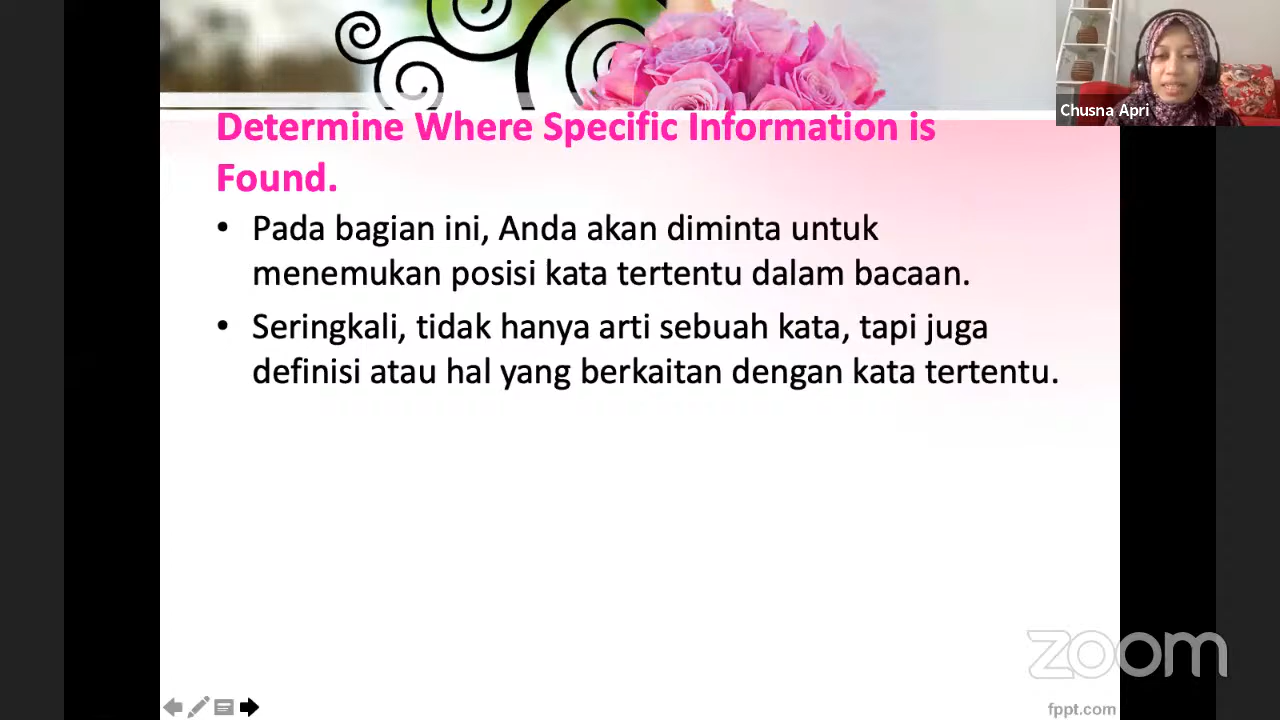 Chusna Apri
Determine Where Specific Information is
Found.
• Pada bagian ini, Anda akan diminta untuk
menemukan posisi kata tertentu dalam bacaan.
• Seringkali, tidak hanya arti sebuah kata, tapi juga
definisi atau hal yang berkaitan dengan kata tertentu.
zoom
fppt.com